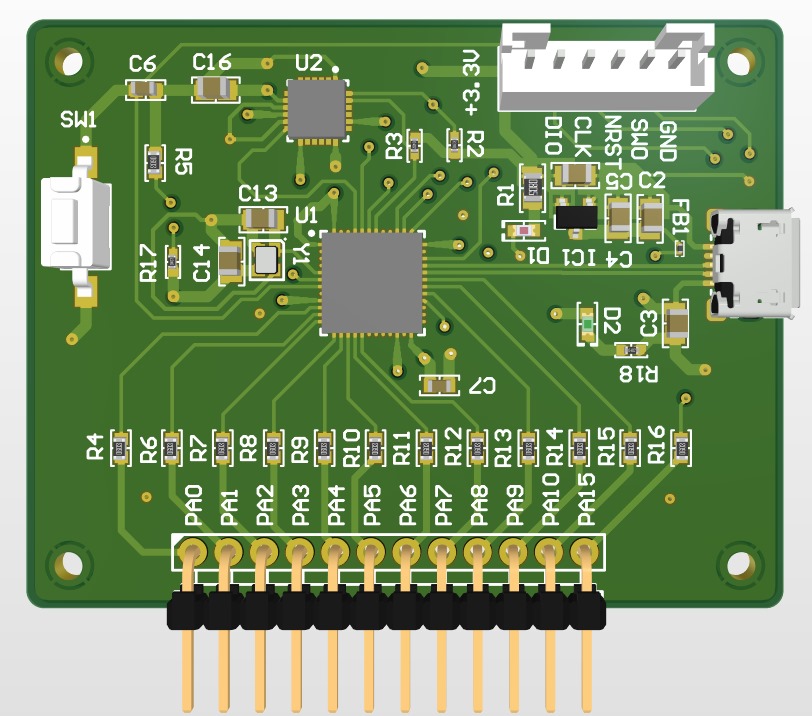 C6
C16
U2
+3.3V
SW1
DIO
CLK
NRST
SWO
GND
R5
R3
R2
R1
C5
C2
C13
U1
FB1
R17
C14
Y1
D1
IC1
C4
D2
C3
R18
C7
R4
R6
R7
R8
R9
R10
R11
R12
R13
R14
R15
R16
PA0
PA1
PA2
PA3
PA4
PA5
PA6
PA7
PA8
PA9
PA10
PA15